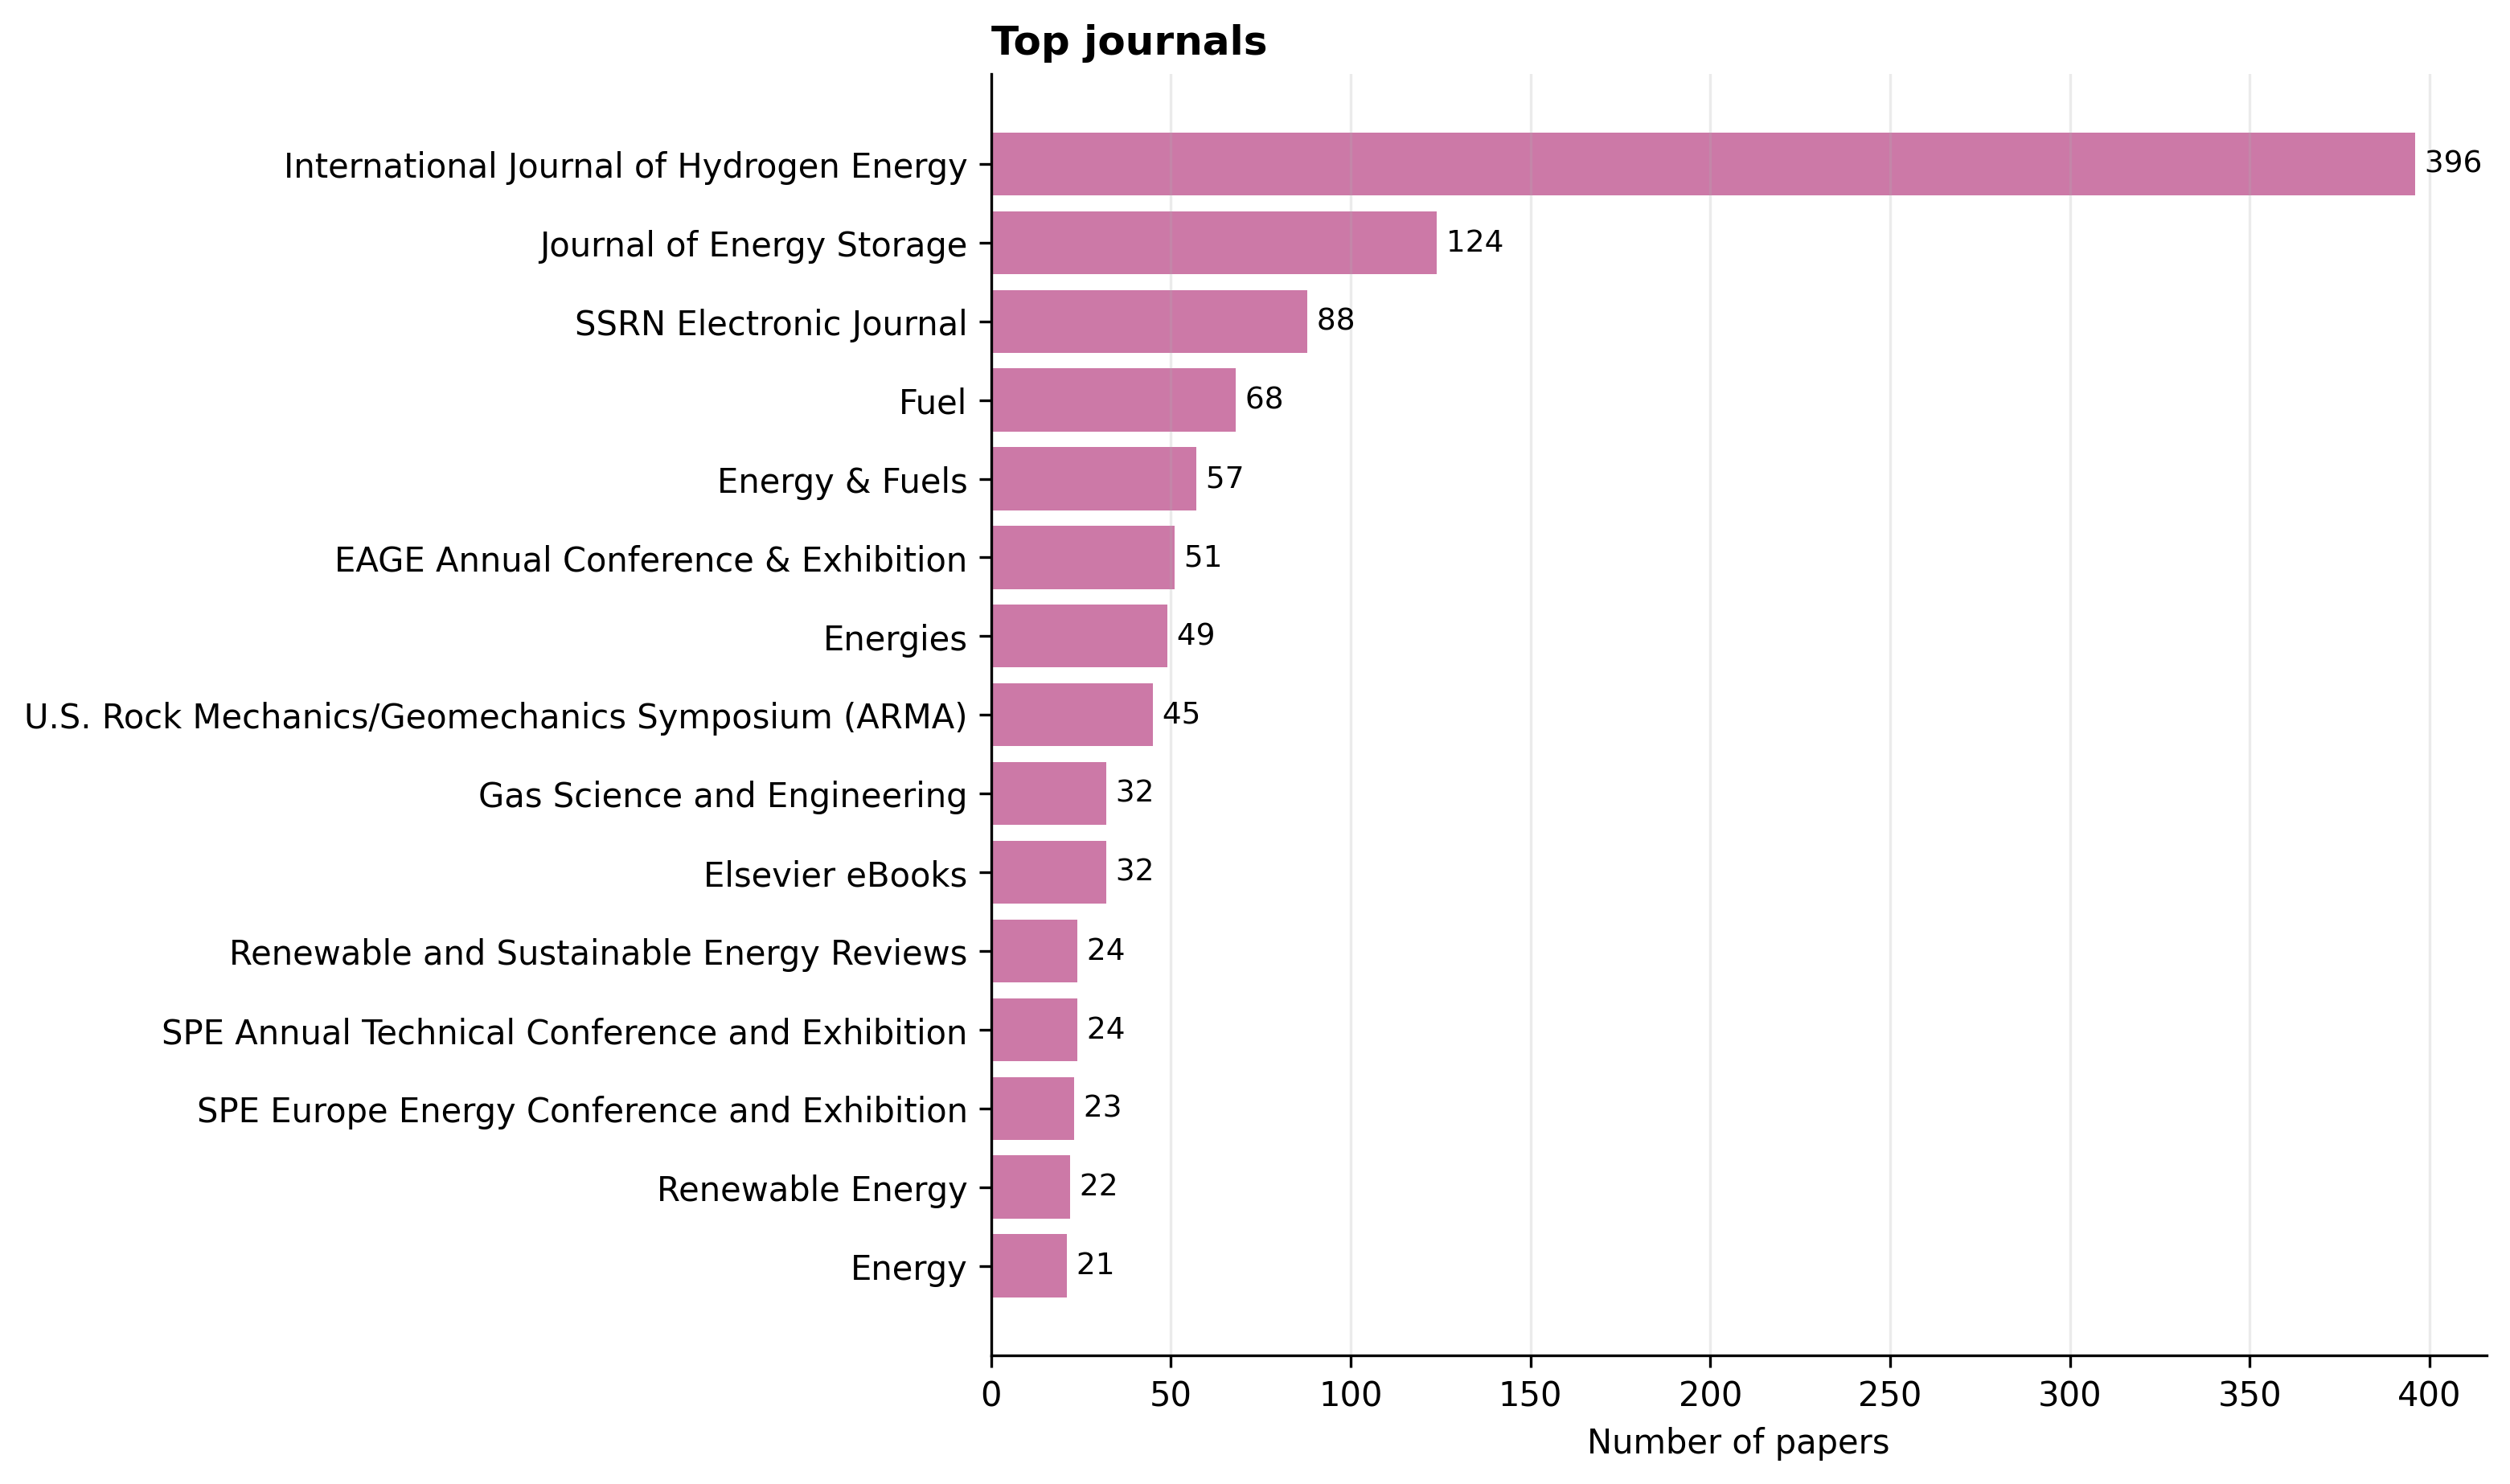 Top journals
International Journal of Hydrogen Energy 396
Journal of Energy Storage 124
SSRN Electronic Journal 88
Fuel 68
Energy & Fuels 57
EAGE Annual Conference & Exhibition 51
Energies 49
U.S. Rock Mechanics/Geomechanics Symposium (ARMA) 45
Gas Science and Engineering 32
Elsevier eBooks 32
Renewable and Sustainable Energy Reviews 24
SPE Annual Technical Conference and Exhibition 24
SPE Europe Energy Conference and Exhibition 23
Renewable Energy 22
Energy 21
0 50 100 150 200 250 300 350 400
Number of papers